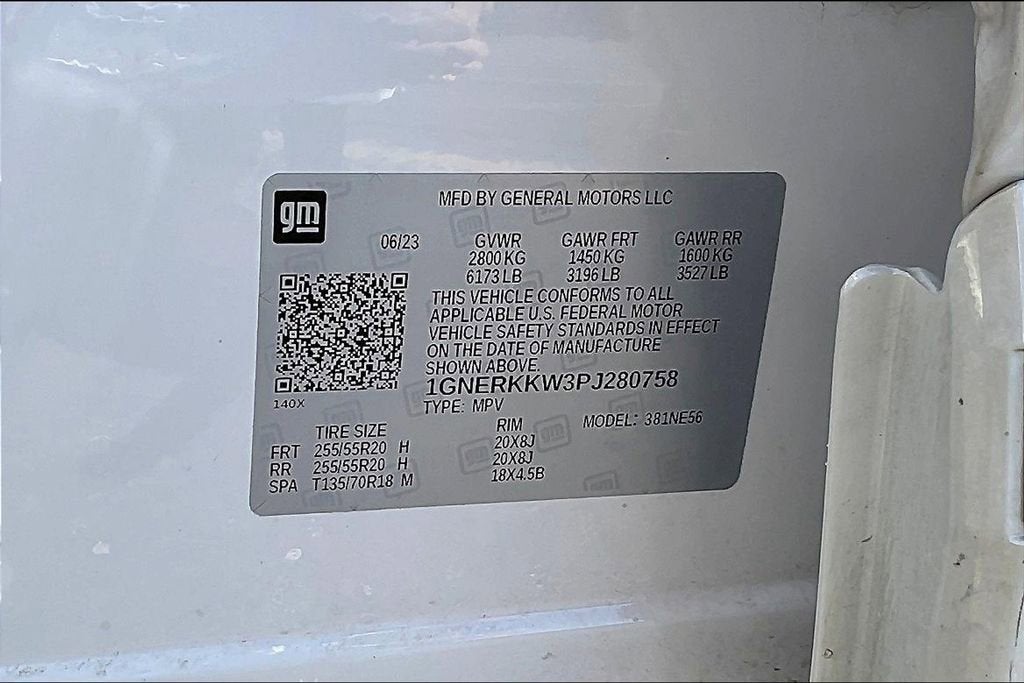 gm
MFD BY GENERAL MOTORS LLC
06/23 GVWR GAWR FRT GAWR RR
2800 KG 1450 KG 1600 KG
6173 LB 3196 LB 3527 LB
THIS VEHICLE CONFORMS TO ALL
APPLICABLE U.S. FEDERAL MOTOR
VEHICLE SAFETY STANDARDS IN EFFECT
ON THE DATE OF MANUFACTURE
SHOWN ABOVE.
1GNERKKW3PJ280758
140X
TYPE: MPV
MODEL: 381NE56
TIRE SIZE RIM
FRT 255/55R20 H 20X8J
RR 255/55R20 H 20X8J
SPA T135/70R18 M 18X4.5B